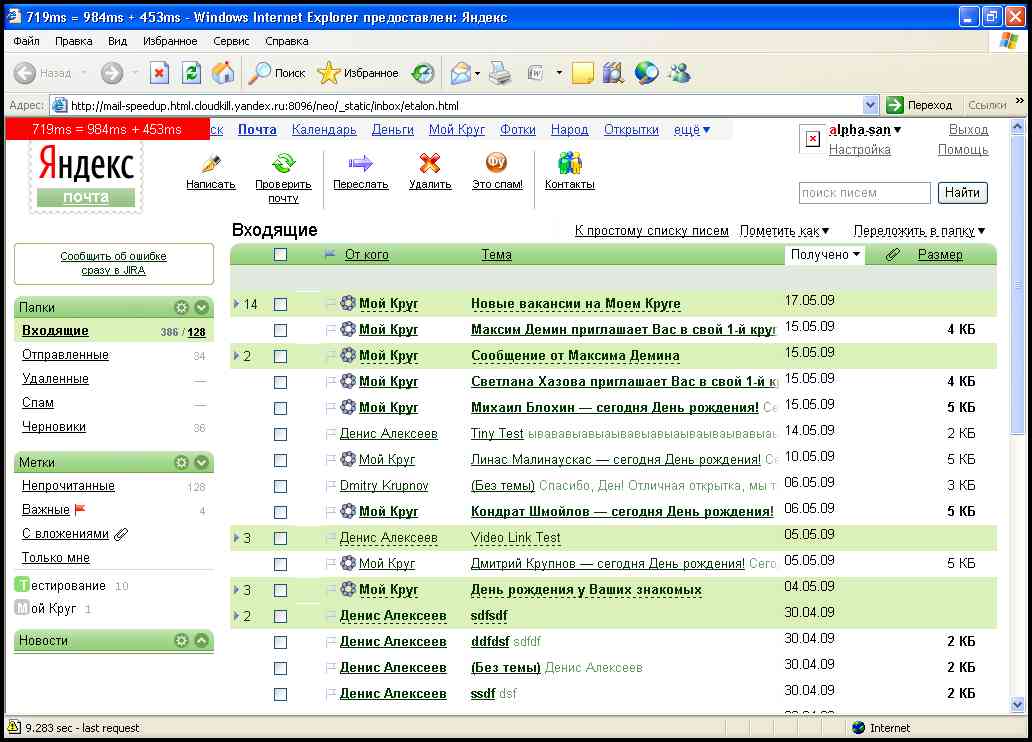 719ms = 984ms + 453ms - Windows Internet Explorer предоставлен: Яндекс
Файл Правка Вид Избранное Сервис Справка
Назад Поиск Избранное
Адрес: http://mail-speedup.html.cloudkill.yandex.ru:8096/neo/_static/inbox/etalon.html Переход Ссылки »
719ms = 984ms + 453ms ск Почта Календарь Деньги Мой Круг Фотки Народ Открытки ещё▼ alpha-san▼ Выход
Настройка Помощь
Яндекс
почта
Написать Проверить почту Переслать Удалить Это спам! Контакты
поиск писем Найти
Входящие К простому списку писем Пометить как▼ Переложить в папку▼
Сообщить об ошибке
сразу в JIRA
От кого Тема Получено▼ Размер
Папки
Входящие 386 / 128
Отправленные 34
Удаленные —
Спам —
Черновики 36
Метки
Непрочитанные 128
Важные 4
С вложениями
Только мне
Тестирование 10
Мой Круг 1
Новости
14 Мой Круг Новые вакансии на Моем Круге 17.05.09
Мой Круг Максим Демин приглашает Вас в свой 1-й круг 15.05.09 4 КБ
2 Мой Круг Сообщение от Максима Демина 15.05.09
Мой Круг Светлана Хазова приглашает Вас в свой 1-й к 15.05.09 4 КБ
Мой Круг Михаил Блохин — сегодня День рождения! Се 15.05.09 5 КБ
Денис Алексеев Tiny Test 14.05.09 2 КБ
Мой Круг Линас Малинаускас — сегодня День рождения! Се 10.05.09 5 КБ
Dmitry Krupnov (Без темы) Спасибо, Ден! Отличная открытка, мы т 06.05.09 3 КБ
Мой Круг Кондрат Шмойлов — сегодня День рождения! 06.05.09 5 КБ
3 Денис Алексеев Video Link Test 05.05.09
Мой Круг Дмитрий Крупнов — сегодня День рождения! Сего 05.05.09 5 КБ
3 Мой Круг День рождения у Ваших знакомых 04.05.09
2 Денис Алексеев sdfsdf 30.04.09
Денис Алексеев ddfdsf sdfdf 30.04.09 2 КБ
Денис Алексеев (Без темы) Денис Алексеев 30.04.09 2 КБ
Денис Алексеев ssdf dsf 30.04.09 2 КБ
9.283 sec - last request Internet